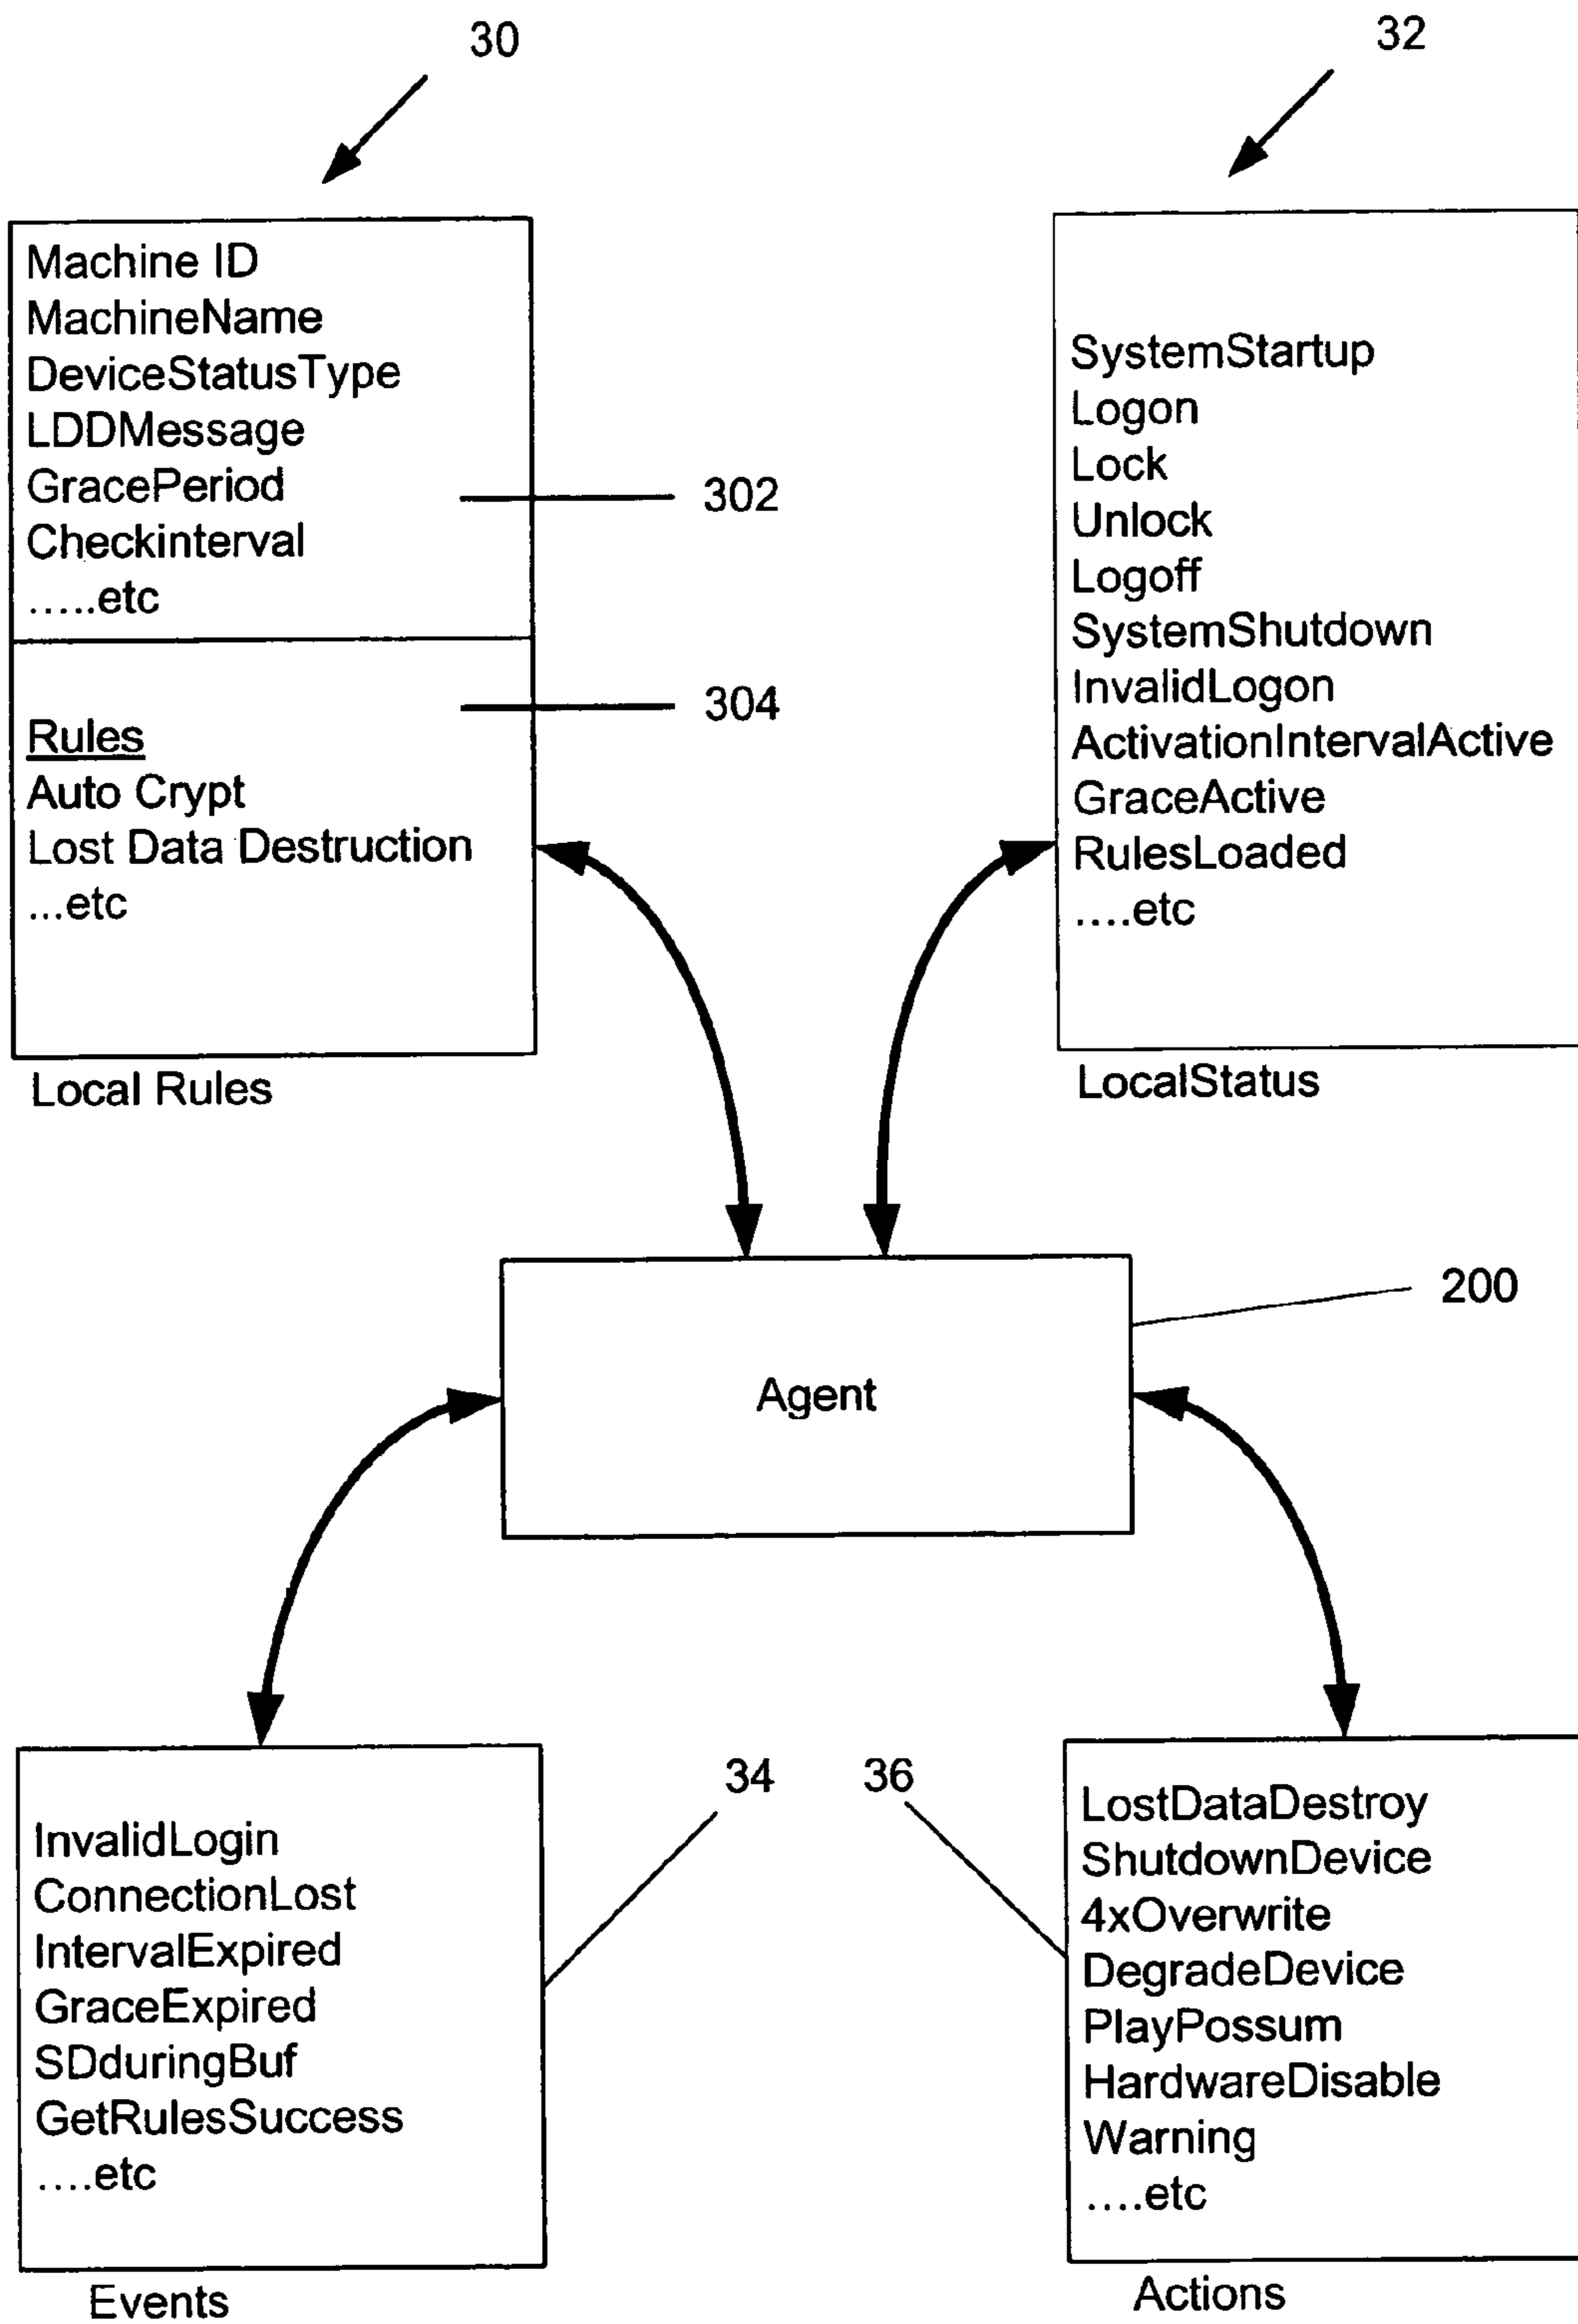 30
32
Machine ID
MachineName
DeviceStatusType
LDDMessage
GracePeriod
Checkinterval
.....etc
302
304
Rules
Auto Crypt
Lost Data Destruction
...etc
Local Rules
SystemStartup
Logon
Lock
Unlock
Logoff
SystemShutdown
InvalidLogon
ActivationIntervalActive
GraceActive
RulesLoaded
....etc
LocalStatus
200
Agent
34
36
InvalidLogin
ConnectionLost
IntervalExpired
GraceExpired
SDduringBuf
GetRulesSuccess
....etc
Events
LostDataDestroy
ShutdownDevice
4xOverwrite
DegradeDevice
PlayPossum
HardwareDisable
Warning
....etc
Actions